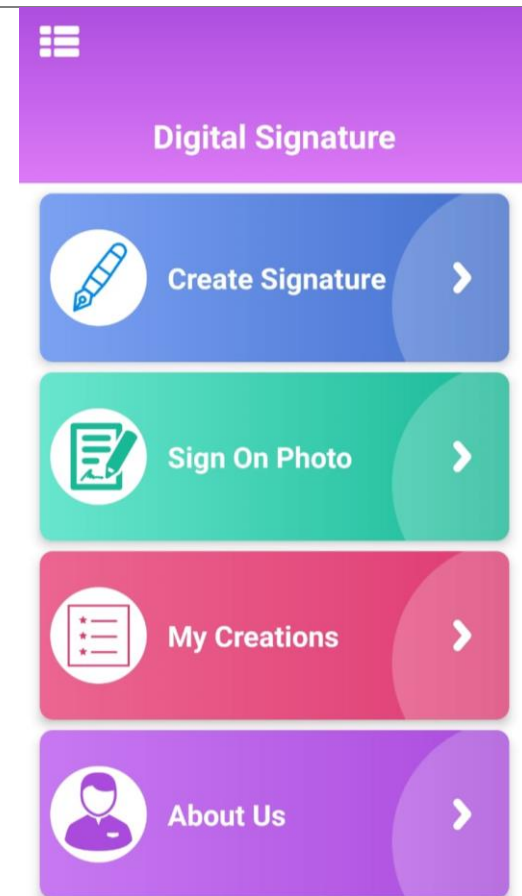 Digital Signature
Create Signature
Sign On Photo
My Creations
About Us